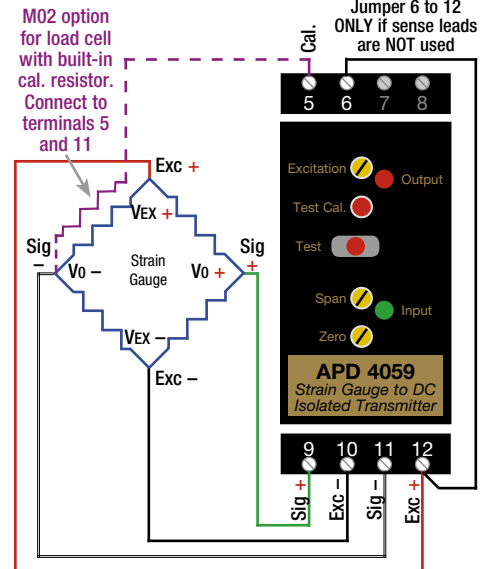 M02 option
for load cell
with built-in
cal. resistor.
Connect to
terminals 5
and 11
Jumper 6 to 12
ONLY if sense leads
are NOT used
Cal.
5 6 7 8
Exc +
VEX +
Sig
–
VO –
Strain
Gauge
VO +
Sig
+
VEX –
Exc –
Excitation
Output
Test Cal.
Test
Span
Input
Zero
APD 4059
Strain Gauge to DC
Isolated Transmitter
9 10 11 12
Sig +
Exc –
Sig –
Exc +